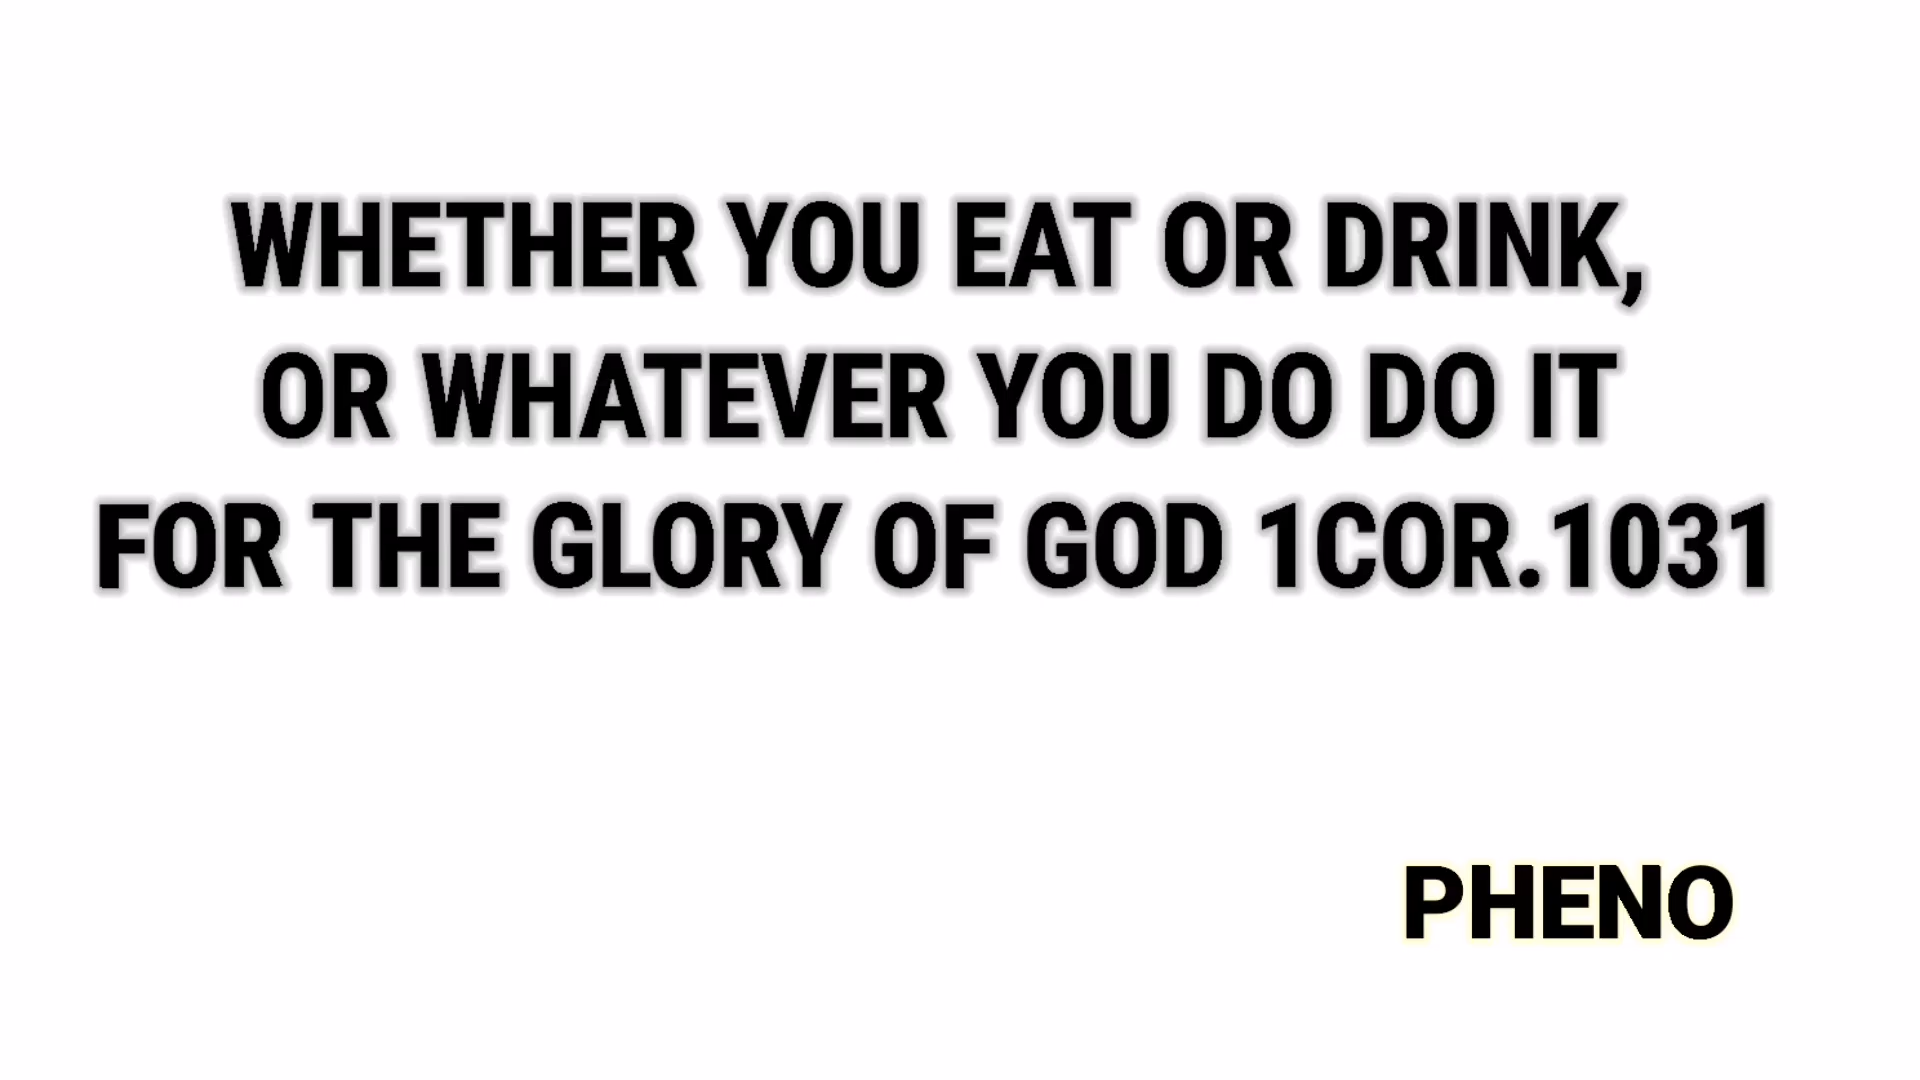 WHETHER YOU EAT OR DRINK,
OR WHATEVER YOU DO DO IT
FOR THE GLORY OF GOD 1COR.1031
PHENO